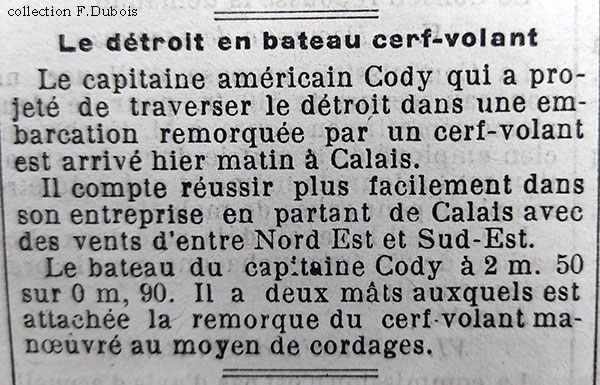 collection F.Dubois
Le détroit en bateau cerf-volant
Le capitaine américain Cody qui a pro-
jeté de traverser le détroit dans une em-
barcation remorquée par un cerf-volant
est arrivé hier matin à Calais.
Il compte réussir plus facilement dans
son entreprise en partant de Calais avec
des vents d'entre Nord Est et Sud-Est.
Le bateau du capitaine Cody à 2 m. 50
sur 0 m, 90. Il a deux mâts auxquels est
attachée la remorque du cerf-volant ma-
nœuvré au moyen de cordages.